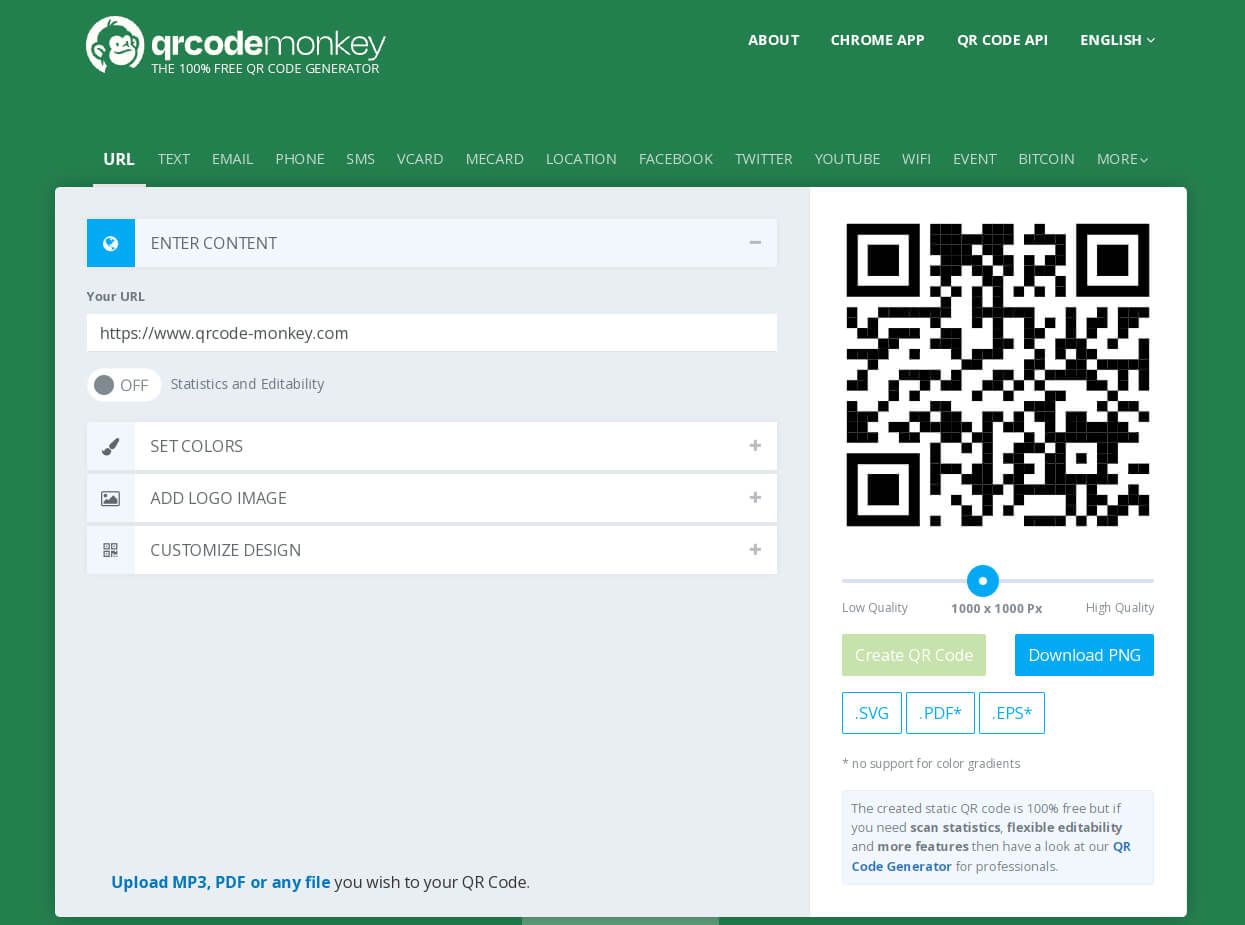 qrcodemonkey
THE 100% FREE QR CODE GENERATOR
ABOUT CHROME APP QR CODE API ENGLISH
URL TEXT EMAIL PHONE SMS VCARD MECARD LOCATION FACEBOOK TWITTER YOUTUBE WIFI EVENT BITCOIN MORE
ENTER CONTENT
Your URL
https://www.qrcode-monkey.com
OFF Statistics and Editability
SET COLORS
ADD LOGO IMAGE
CUSTOMIZE DESIGN
Upload MP3, PDF or any file you wish to your QR Code.
Low Quality 1000 x 1000 Px High Quality
Create QR Code Download PNG
.SVG .PDF* .EPS*
* no support for color gradients
The created static QR code is 100% free but if
you need scan statistics, flexible editability
and more features then have a look at our QR
Code Generator for professionals.